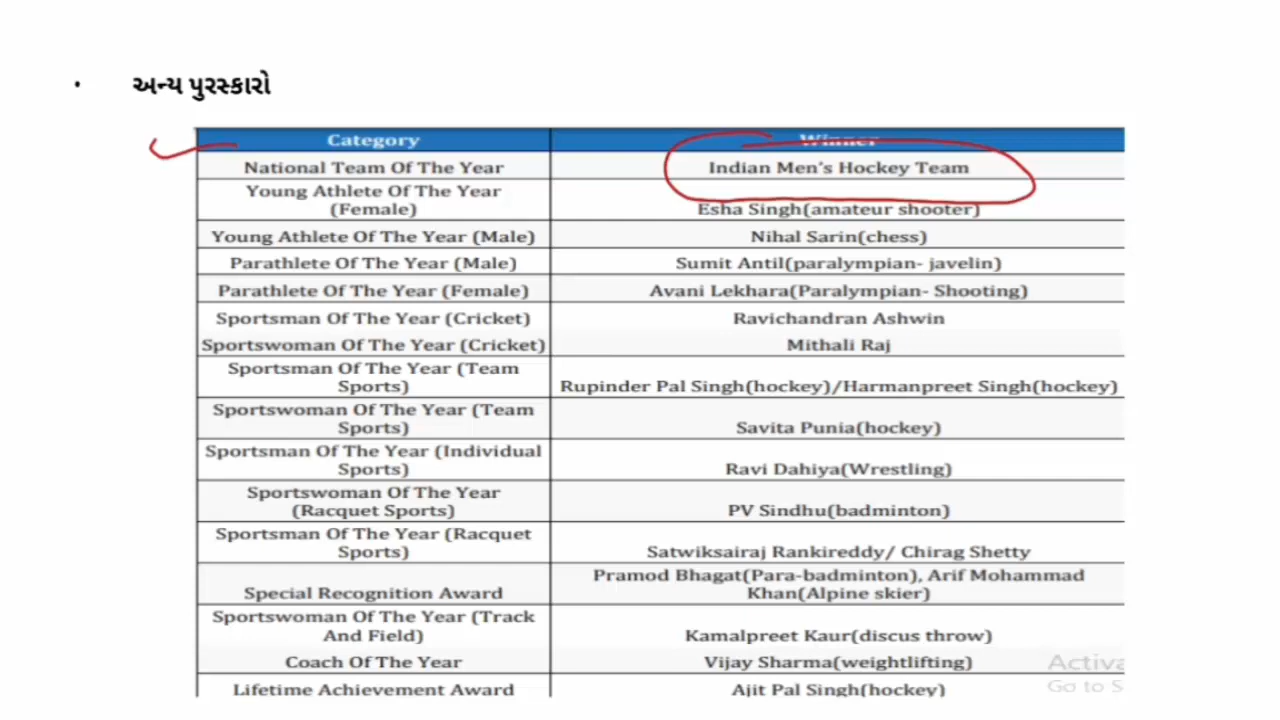 • અન્ય પુરસ્કારો
Category Winner
National Team Of The Year Indian Men's Hockey Team
Young Athlete Of The Year
(Female) Esha Singh(amateur shooter)
Young Athlete Of The Year (Male) Nihal Sarin(chess)
Parathlete Of The Year (Male) Sumit Antil(paralympian- javelin)
Parathlete Of The Year (Female) Avani Lekhara(Paralympian- Shooting)
Sportsman Of The Year (Cricket) Ravichandran Ashwin
Sportswoman Of The Year (Cricket) Mithali Raj
Sportsman Of The Year (Team
Sports) Rupinder Pal Singh(hockey)/Harmanpreet Singh(hockey)
Sportswoman Of The Year (Team
Sports) Savita Punia(hockey)
Sportsman Of The Year (Individual
Sports) Ravi Dahiya(Wrestling)
Sportswoman Of The Year
(Racquet Sports) PV Sindhu(badminton)
Sportsman Of The Year (Racquet
Sports) Satwiksairaj Rankireddy/ Chirag Shetty
Pramod Bhagat(Para-badminton), Arif Mohammad
Special Recognition Award Khan(Alpine skier)
Sportswoman Of The Year (Track
And Field) Kamalpreet Kaur(discus throw)
Coach Of The Year Vijay Sharma(weightlifting)
Lifetime Achievement Award Ajit Pal Singh(hockey)
Activa
Go to S